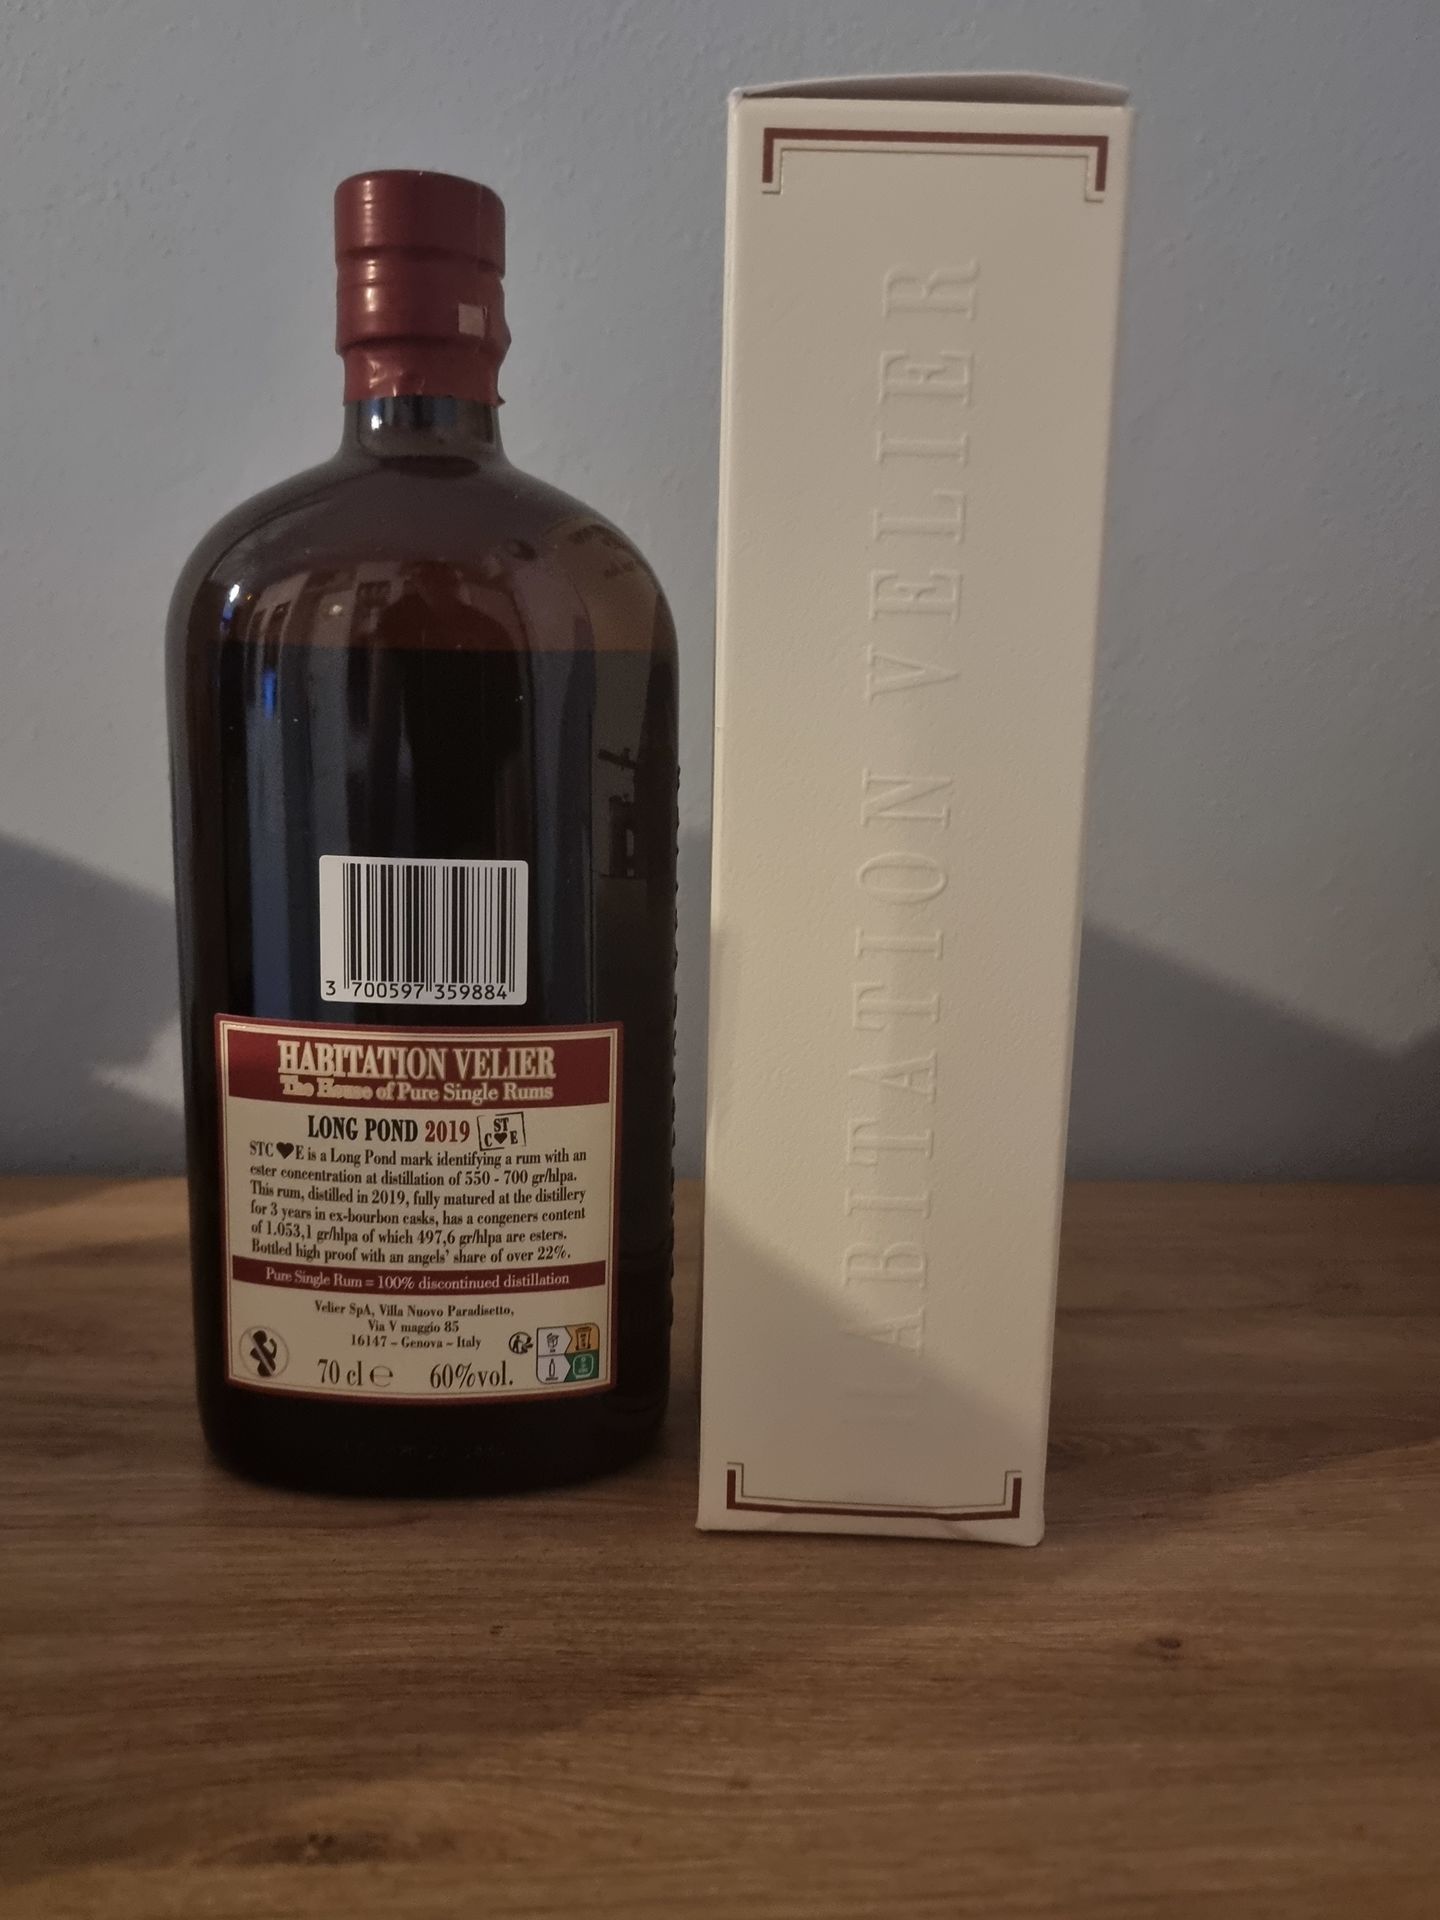 3 700597 359884
HABITATION VELIER
The House of Pure Single Rums
LONG POND 2019 ST C♥E
STC♥E is a Long Pond mark identifying a rum with an
ester concentration at distillation of 550 - 700 gr/hlpa.
This rum, distilled in 2019, fully matured at the distillery
for 3 years in ex-bourbon casks, has a congeners content
of 1.053,1 gr/hlpa of which 497,6 gr/hlpa are esters.
Bottled high proof with an angels' share of over 22%.
Pure Single Rum = 100% discontinued distillation
Velier SpA, Villa Nuovo Paradisetto,
Via V maggio 85
16147 – Genova – Italy
70 cl ℮ 60%vol.
HABITATION VELIER